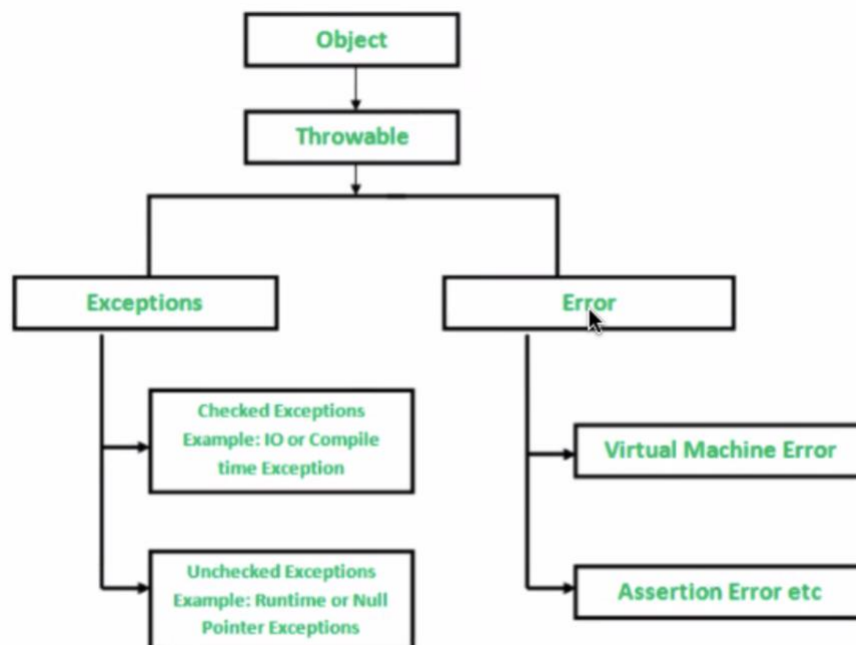 Object
Throwable
Exceptions
Error
Checked Exceptions
Example: IO or Compile
time Exception
Virtual Machine Error
Unchecked Exceptions
Example: Runtime or Null
Pointer Exceptions
Assertion Error etc